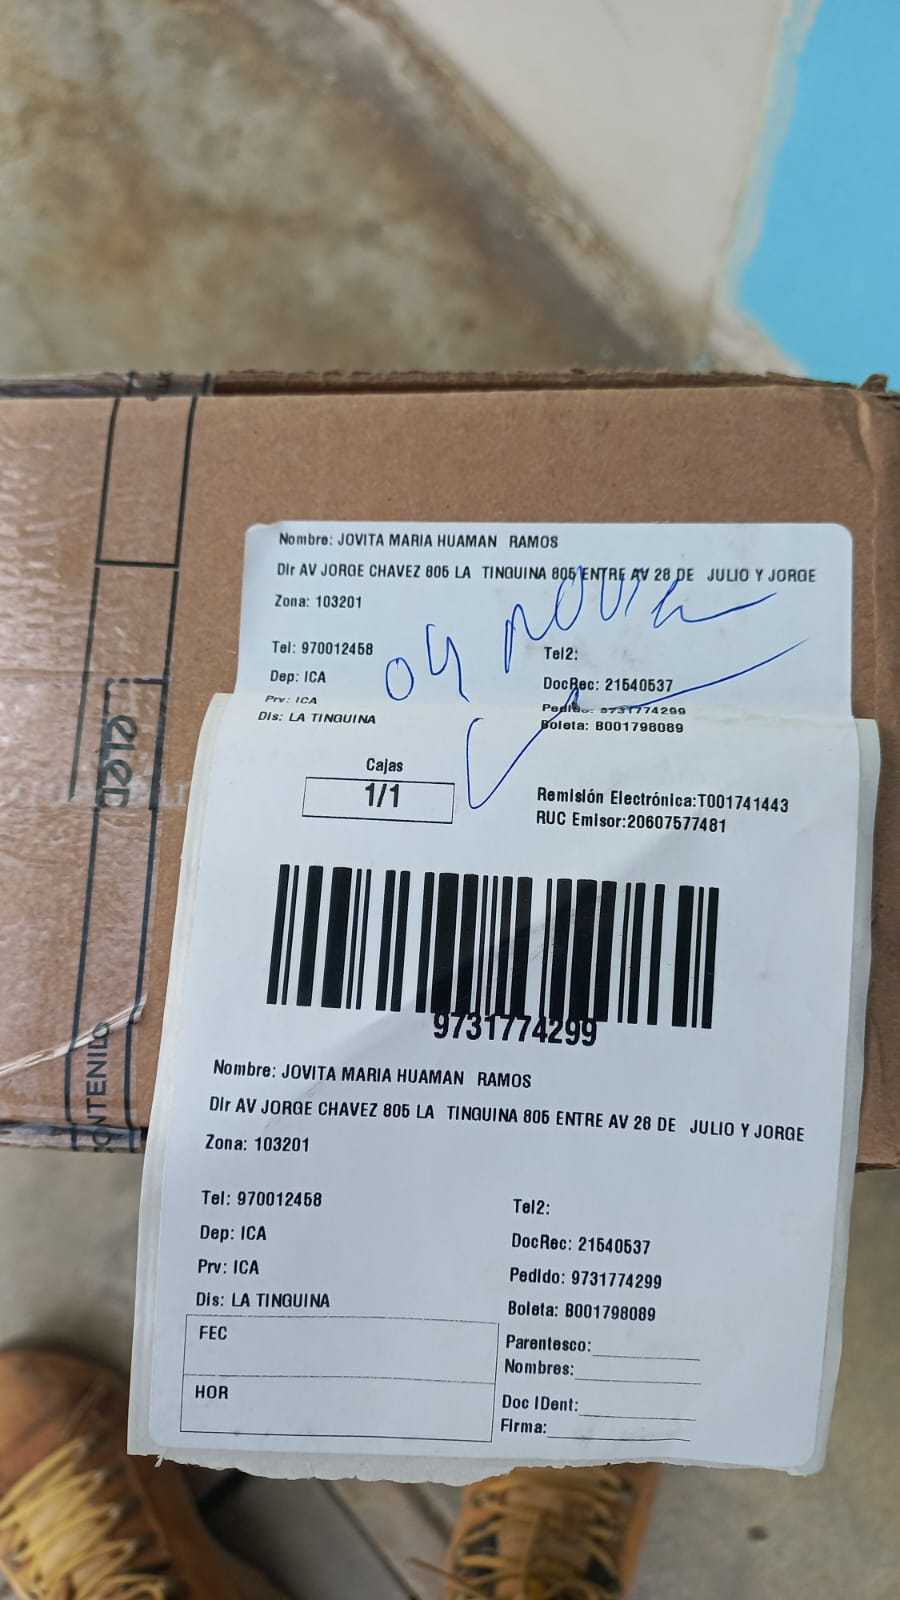 Nombre: JOVITA MARIA HUAMAN RAMOS
Dir AV JORGE CHAVEZ 805 LA TINGUINA 805 ENTRE AV 28 DE JULIO Y JORGE
Zona: 103201
Tel: 970012458
Tel2:
Dep: ICA
DocRec: 21540537
Prv: ICA
Pedido: 9731774299
Dis: LA TINGUINA
Boleta: B001798089
04
Cajas
1/1
Remisión Electrónica:T001741443
RUC Emisor:20607577481
9731774299
Nombre: JOVITA MARIA HUAMAN RAMOS
Dir AV JORGE CHAVEZ 805 LA TINGUINA 805 ENTRE AV 28 DE JULIO Y JORGE
Zona: 103201
Tel: 970012458
Tel2:
Dep: ICA
DocRec: 21540537
Prv: ICA
Pedido: 9731774299
Dis: LA TINGUINA
Boleta: B001798089
FEC
Parentesco:
Nombres:
HOR
Doc IDent:
Firma: